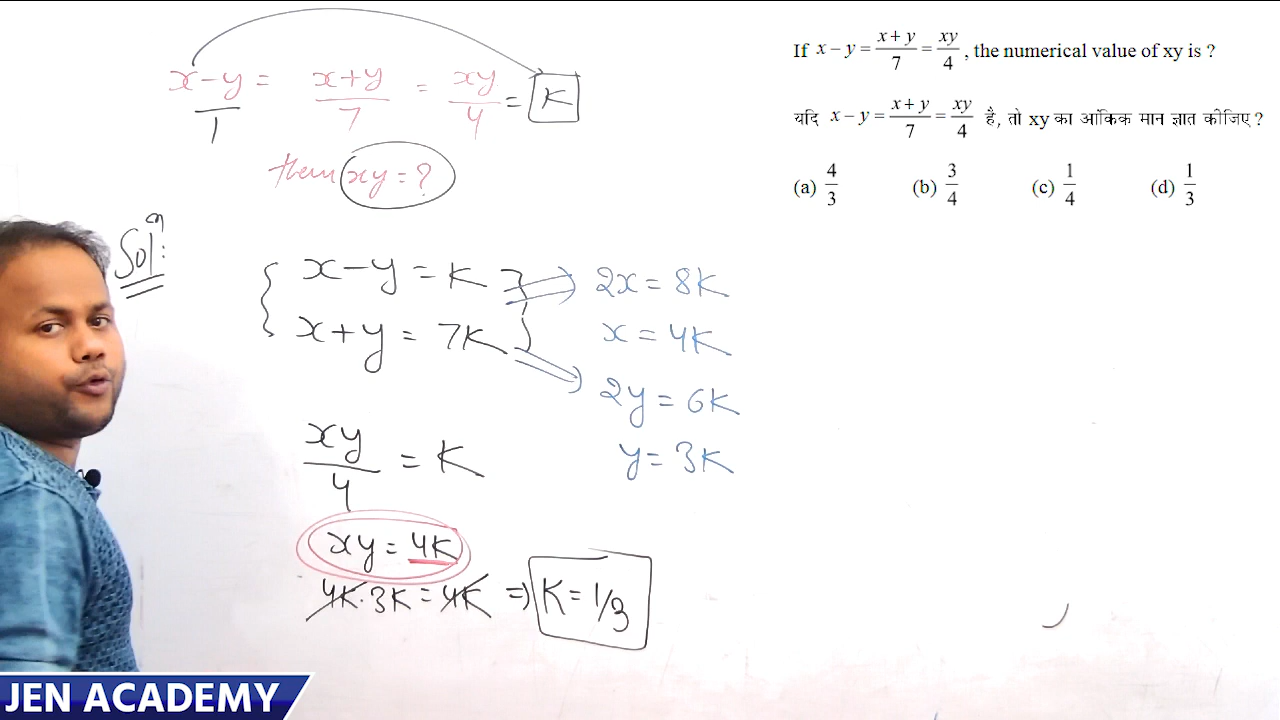 x-y/1 = x+y/7 = xy/4 = K
then xy = ?
Solⁿ:
x-y = K
x+y = 7K
2x = 8K
x = 4K
2y = 6K
y = 3K
xy/4 = K
xy = 4K
4K·3K = 4K ⇒ K = 1/3
If x − y = x+y/7 = xy/4, the numerical value of xy is ?
यदि x − y = x+y/7 = xy/4 है, तो xy का आंकिक मान ज्ञात कीजिए ?
(a) 4/3 (b) 3/4 (c) 1/4 (d) 1/3
JEN ACADEMY